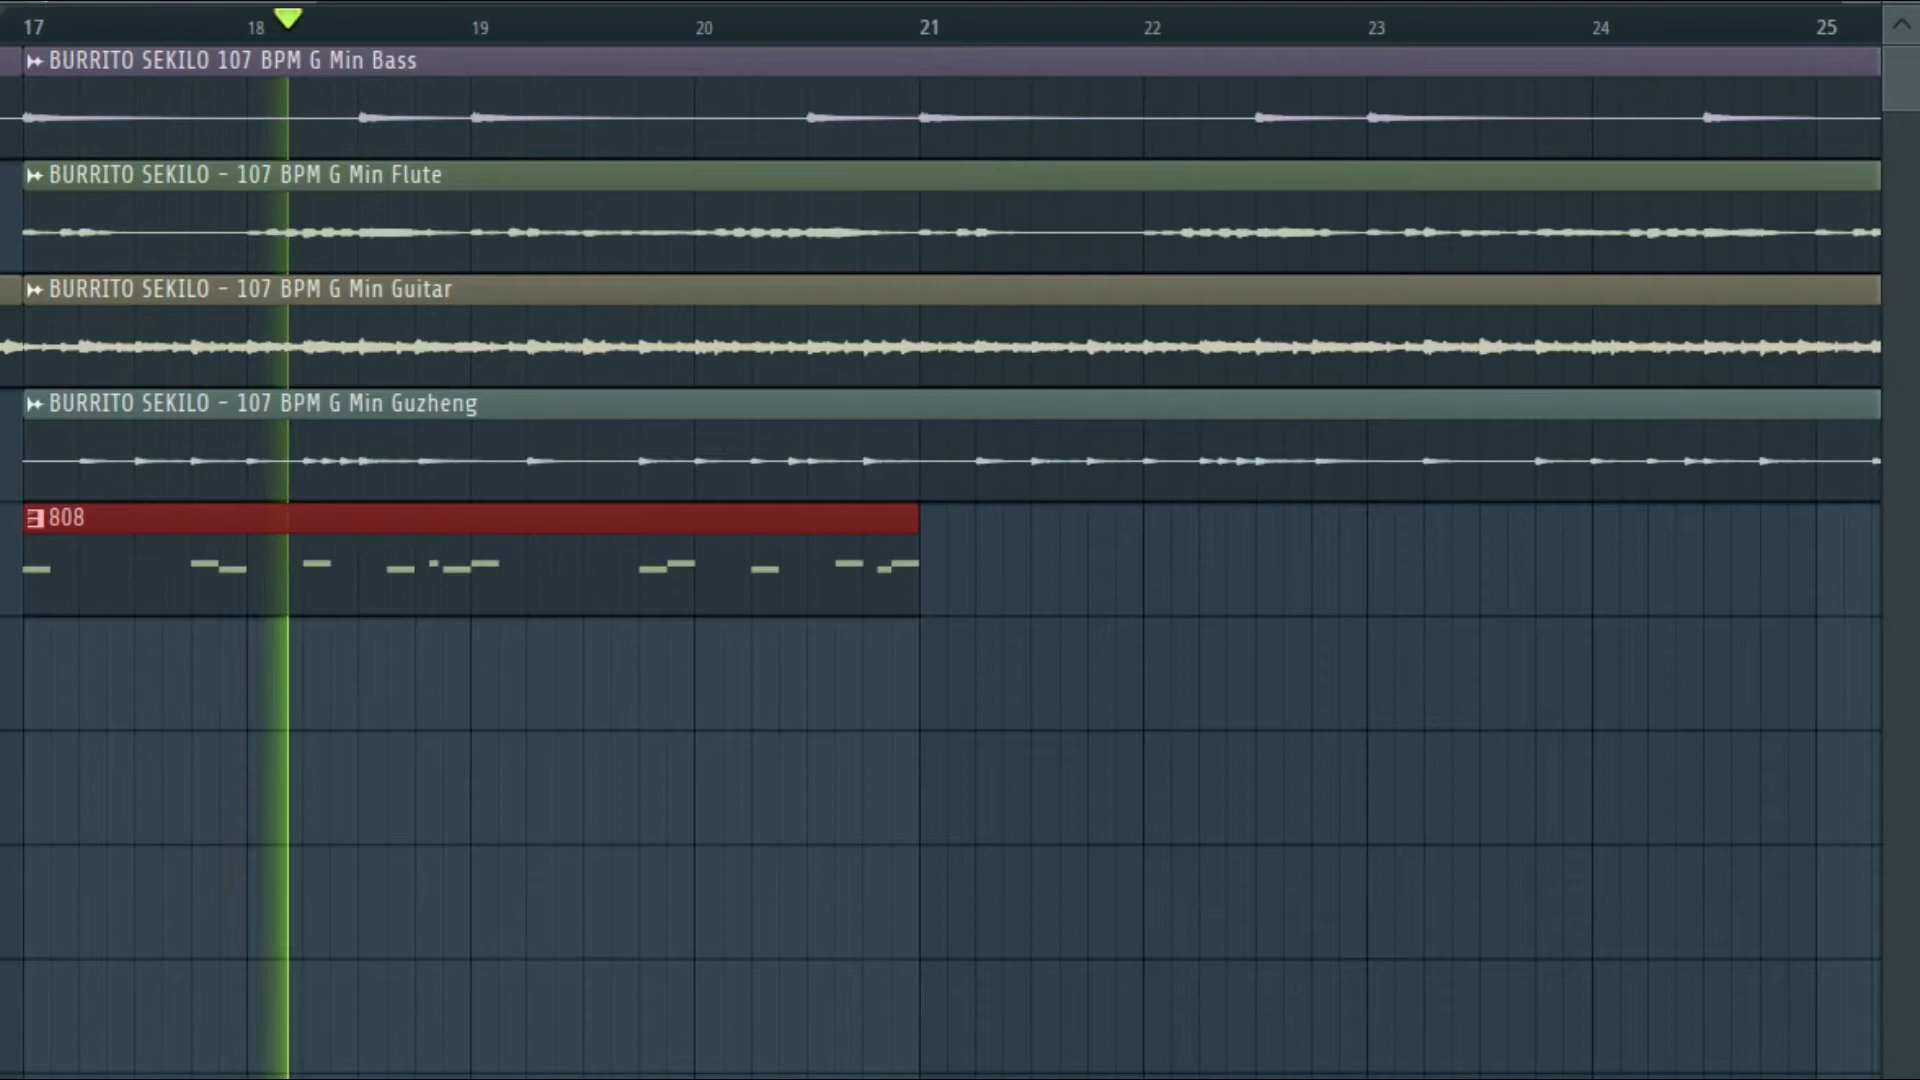 17 18 19 20 21 22 23 24 25
BURRITO SEKILO 107 BPM G Min Bass
BURRITO SEKILO - 107 BPM G Min Flute
BURRITO SEKILO - 107 BPM G Min Guitar
BURRITO SEKILO - 107 BPM G Min Guzheng
808